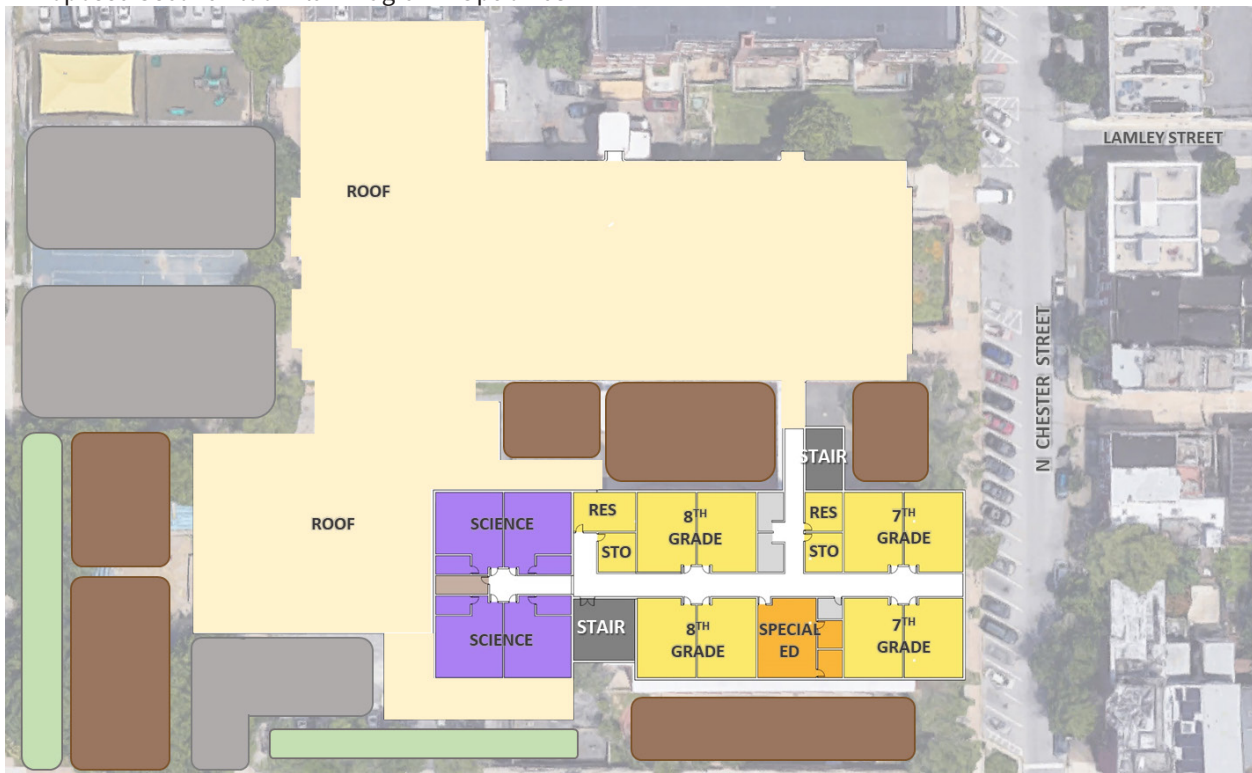 LAMLEY STREET
ROOF
N CHESTER STREET
STAIR
SCIENCE
RES
8TH
GRADE
RES
7TH
GRADE
ROOF
STO
STO
STAIR
8TH
GRADE
SPECIAL
ED
7TH
GRADE
SCIENCE